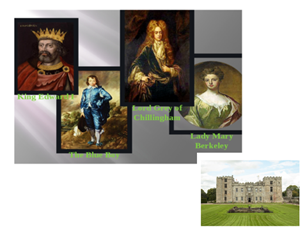 King Edward
Lord Grey of
Chillingham
Lady Mary
Berkeley
The Blue Boy